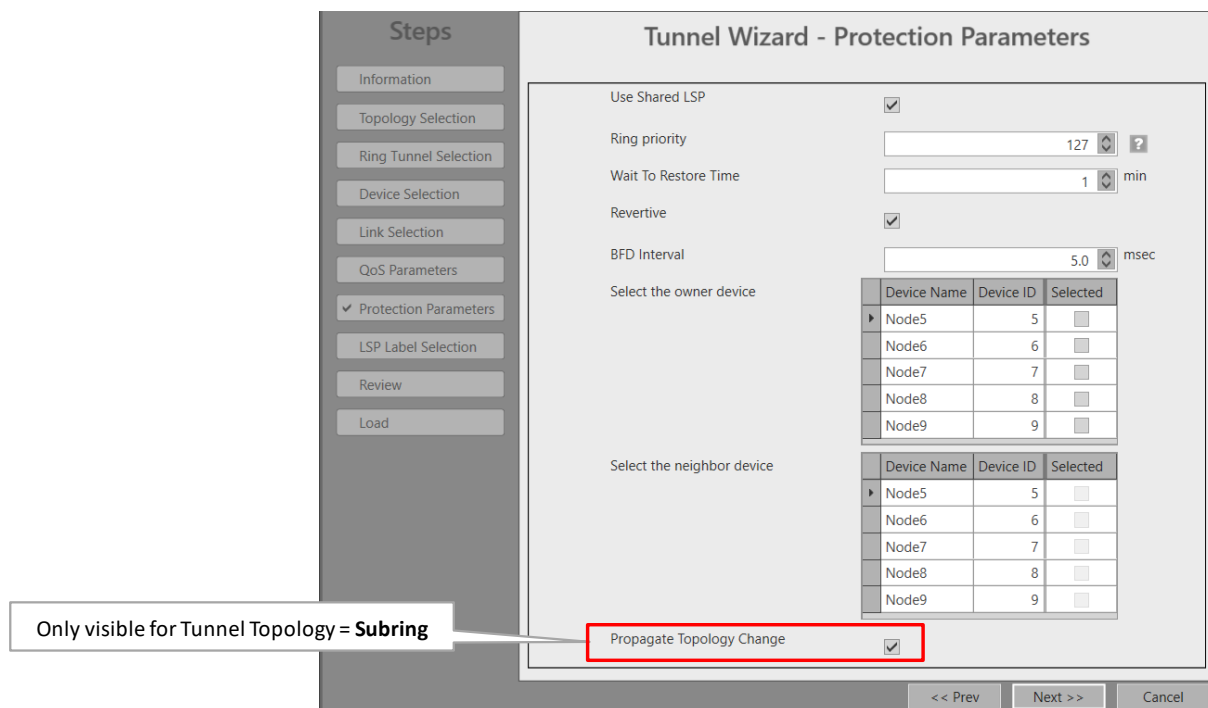 Steps
Information
Topology Selection
Ring Tunnel Selection
Device Selection
Link Selection
QoS Parameters
✔ Protection Parameters
LSP Label Selection
Review
Load
Tunnel Wizard - Protection Parameters
Use Shared LSP
Ring priority 127 ?
Wait To Restore Time 1 min
Revertive
BFD Interval 5.0 msec
Select the owner device
Device Name Device ID Selected
Node5 5
Node6 6
Node7 7
Node8 8
Node9 9
Select the neighbor device
Device Name Device ID Selected
Node5 5
Node6 6
Node7 7
Node8 8
Node9 9
Only visible for Tunnel Topology = Subring
Propagate Topology Change
<< Prev Next >> Cancel